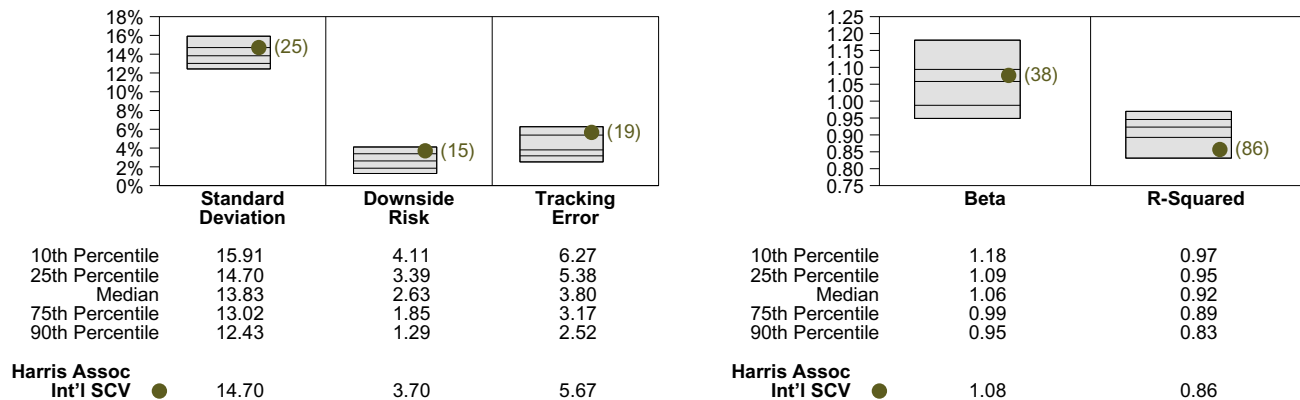 18%
16%
14%
12%
10%
8%
6%
4%
2%
0%
(25)
(15)
(19)
Standard
Deviation
Downside
Risk
Tracking
Error
10th Percentile 15.91 4.11 6.27
25th Percentile 14.70 3.39 5.38
Median 13.83 2.63 3.80
75th Percentile 13.02 1.85 3.17
90th Percentile 12.43 1.29 2.52
Harris Assoc
Int'l SCV 14.70 3.70 5.67
1.25
1.20
1.15
1.10
1.05
1.00
0.95
0.90
0.85
0.80
0.75
(38)
(86)
Beta
R-Squared
10th Percentile 1.18 0.97
25th Percentile 1.09 0.95
Median 1.06 0.92
75th Percentile 0.99 0.89
90th Percentile 0.95 0.83
Harris Assoc
Int'l SCV 1.08 0.86